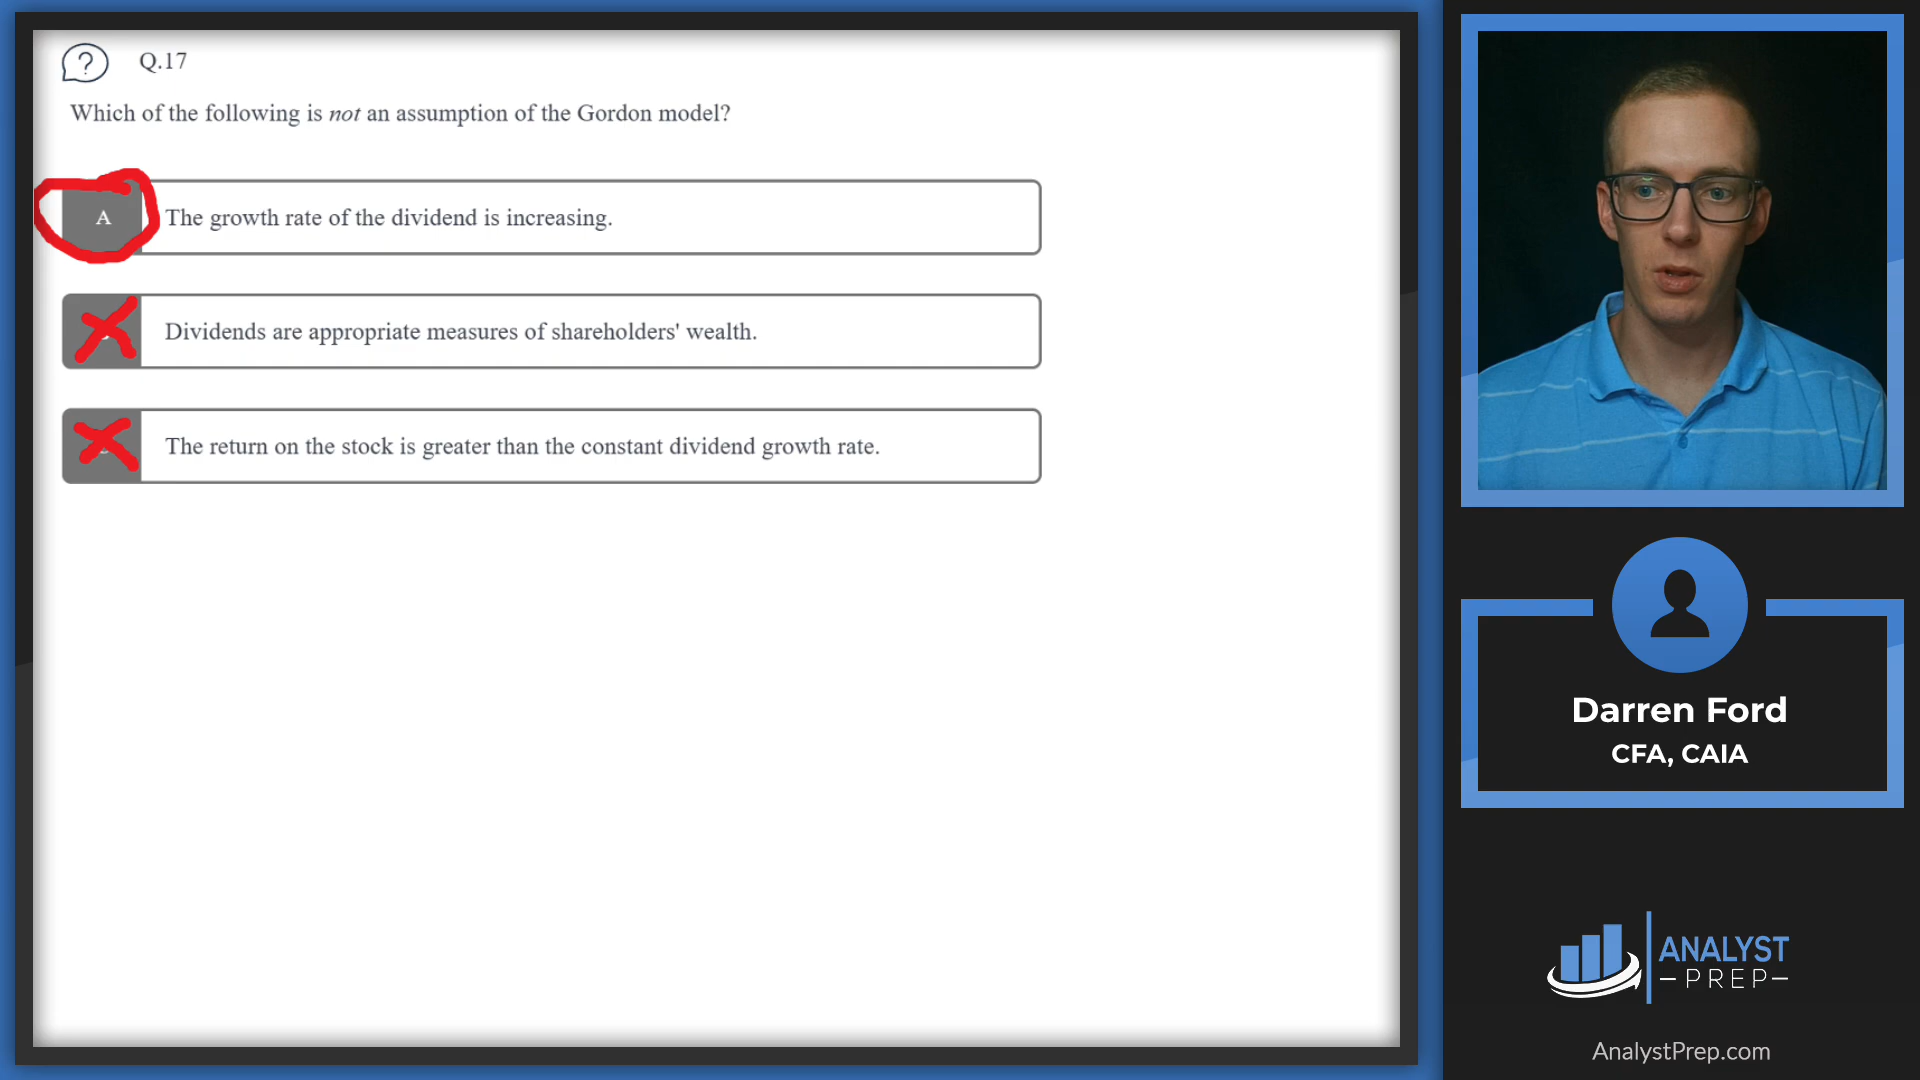 ?
Q.17
Which of the following is not an assumption of the Gordon model?
A
The growth rate of the dividend is increasing.
Dividends are appropriate measures of shareholders' wealth.
The return on the stock is greater than the constant dividend growth rate.
Darren Ford
CFA, CAIA
ANALYST
PREP
AnalystPrep.com